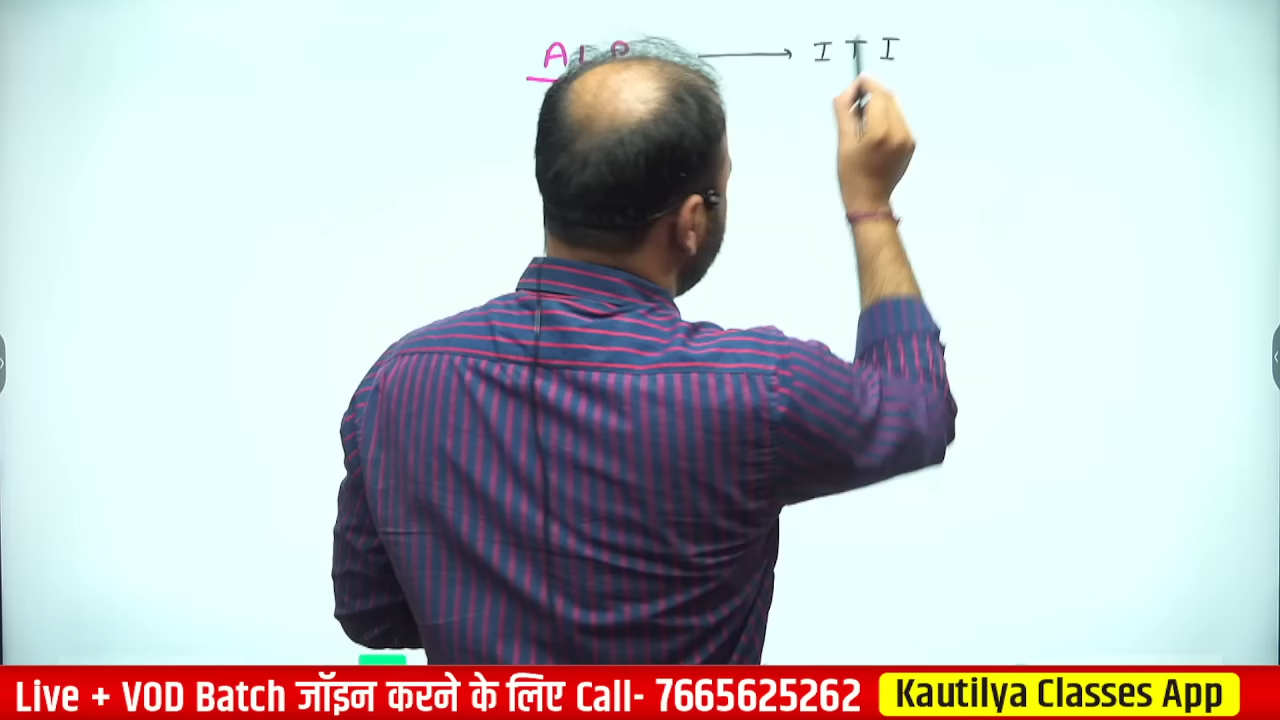 ALP → ITI
Live + VOD Batch जॉइन करने के लिए Call- 7665625262 Kautilya Classes App